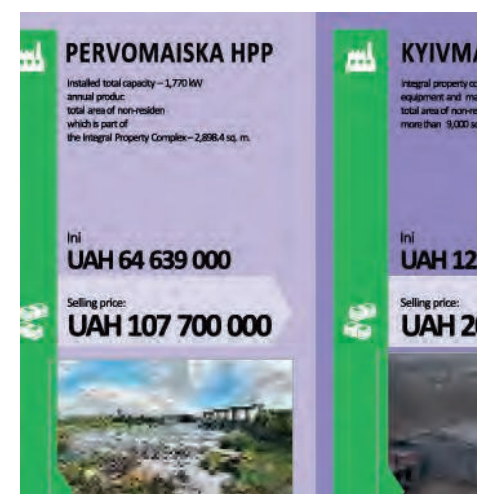 PERVOMAISKA HPP
Installed total capacity – 1,770 kW
annual produc
total area of non-residen
which is part of
the Integral Property Complex – 2,898.4 sq. m.
Ini
UAH 64 639 000
Selling price:
UAH 107 700 000
KYIVMA
Integral property co
equipment and ma
total area of non-re
more than 9,000 sq
Ini
UAH 12
Selling price:
UAH 20